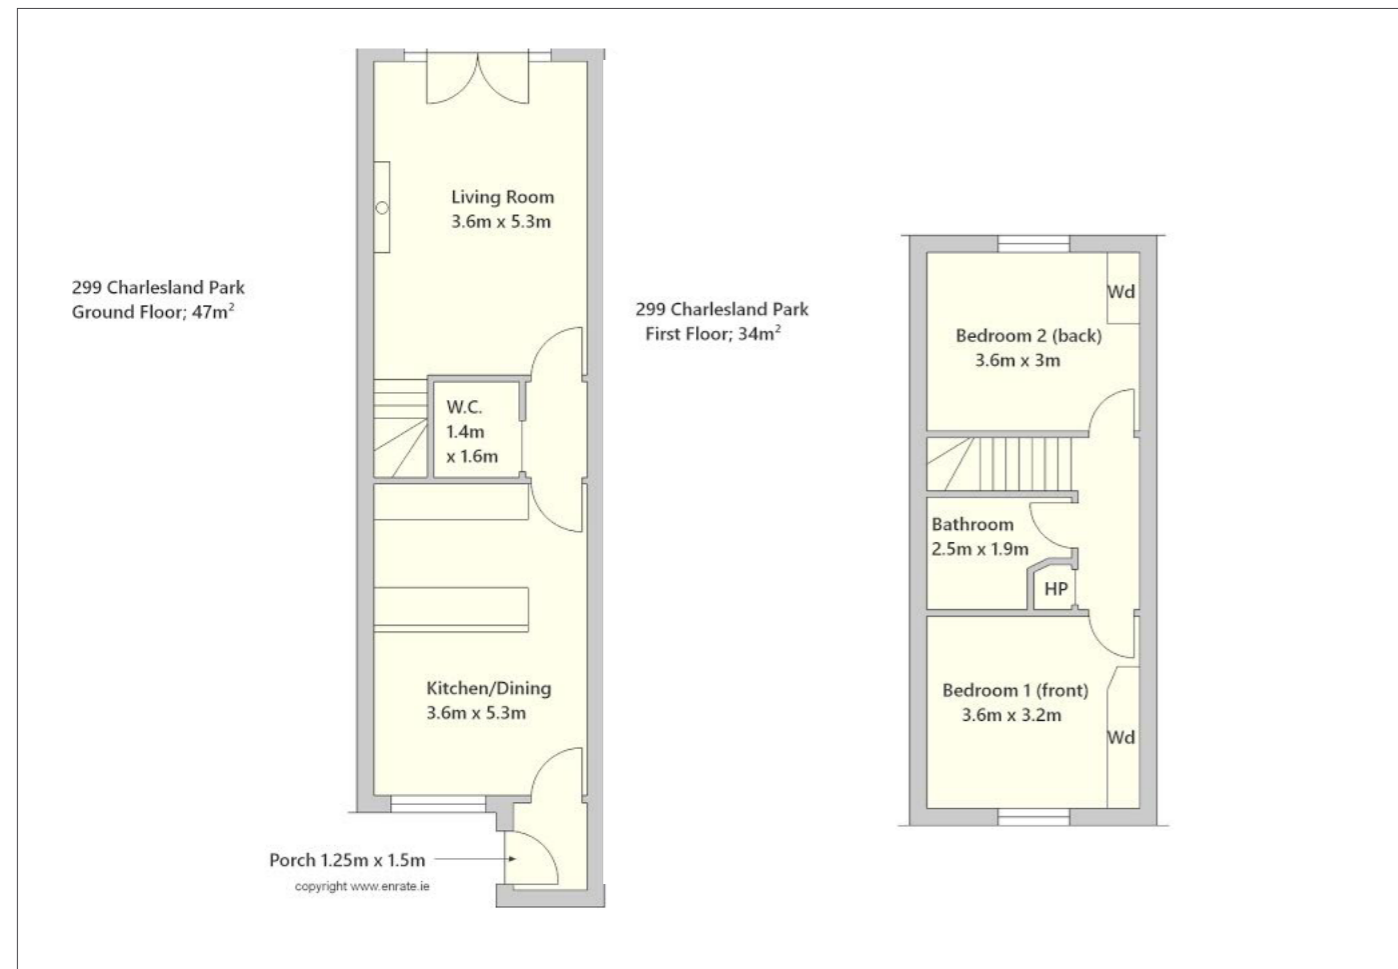 299 Charlesland Park
Ground Floor; 47m²
Living Room
3.6m x 5.3m
W.C.
1.4m
x 1.6m
Kitchen/Dining
3.6m x 5.3m
Porch 1.25m x 1.5m
copyright www.enrate.ie
299 Charlesland Park
First Floor; 34m²
Wd
Bedroom 2 (back)
3.6m x 3m
Bathroom
2.5m x 1.9m
HP
Bedroom 1 (front)
3.6m x 3.2m
Wd